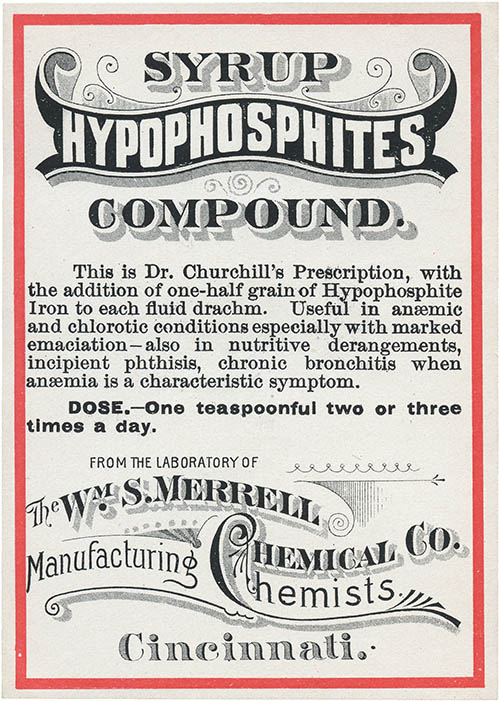 SYRUP
HYPOPHOSPHITES
COMPOUND.
This is Dr. Churchill's Prescription, with
the addition of one-half grain of Hypophosphite
Iron to each fluid drachm. Useful in anæmic
and chlorotic conditions especially with marked
emaciation—also in nutritive derangements,
incipient phthisis, chronic bronchitis when
anæmia is a characteristic symptom.
DOSE.—One teaspoonful two or three
times a day.
FROM THE LABORATORY OF
The Wm. S. MERRELL
CHEMICAL CO.
Manufacturing Chemists.
Cincinnati.